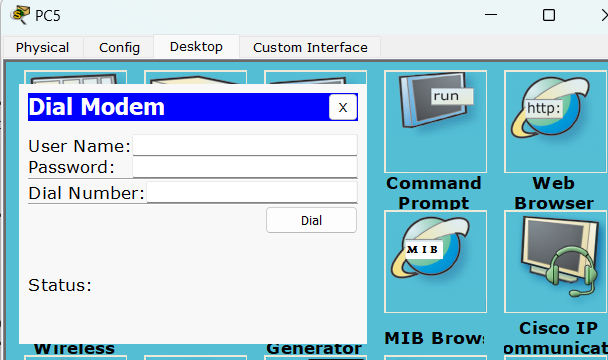 PC5
Physical Config Desktop Custom Interface
Dial Modem X
User Name:
Password:
Dial Number:
Dial
Status:
run
http:
Command
Prompt
Web
Browser
MIB
MIB Brows
Cisco IP
ommunicat
Wireless
Generator